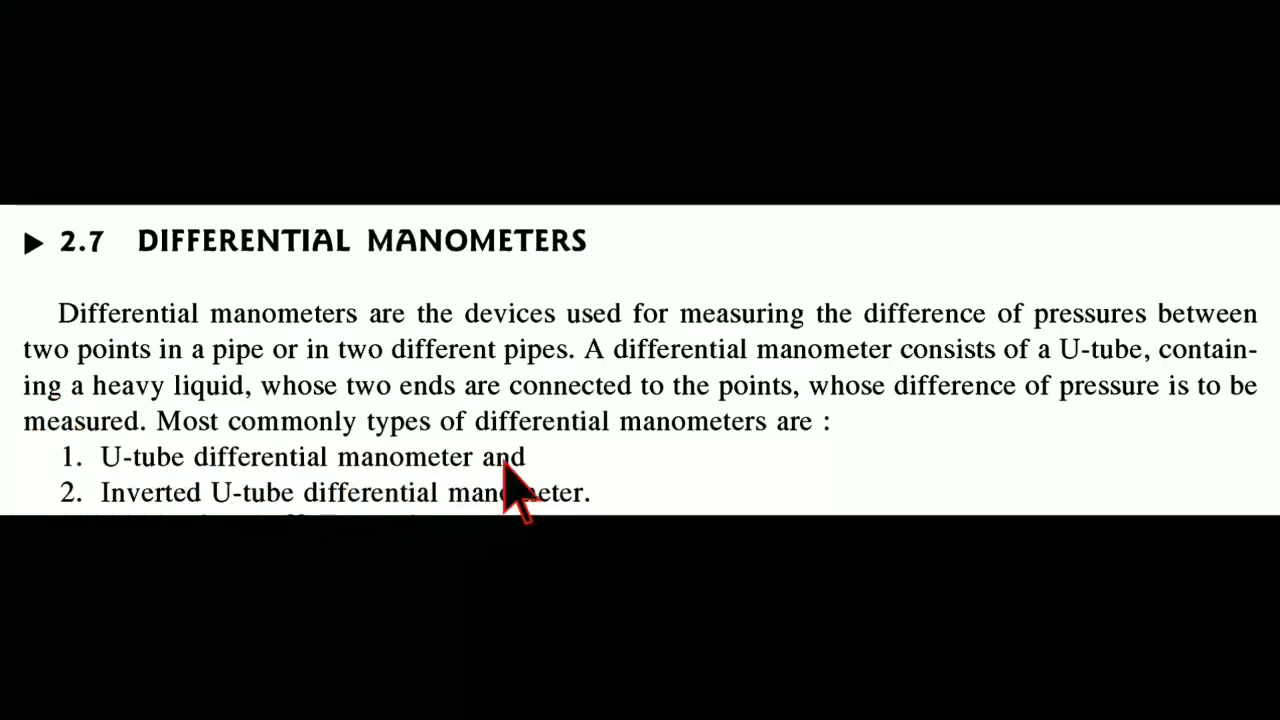 ▶ 2.7 DIFFERENTIAL MANOMETERS
Differential manometers are the devices used for measuring the difference of pressures between
two points in a pipe or in two different pipes. A differential manometer consists of a U-tube, contain-
ing a heavy liquid, whose two ends are connected to the points, whose difference of pressure is to be
measured. Most commonly types of differential manometers are :
1. U-tube differential manometer and
2. Inverted U-tube differential manometer.